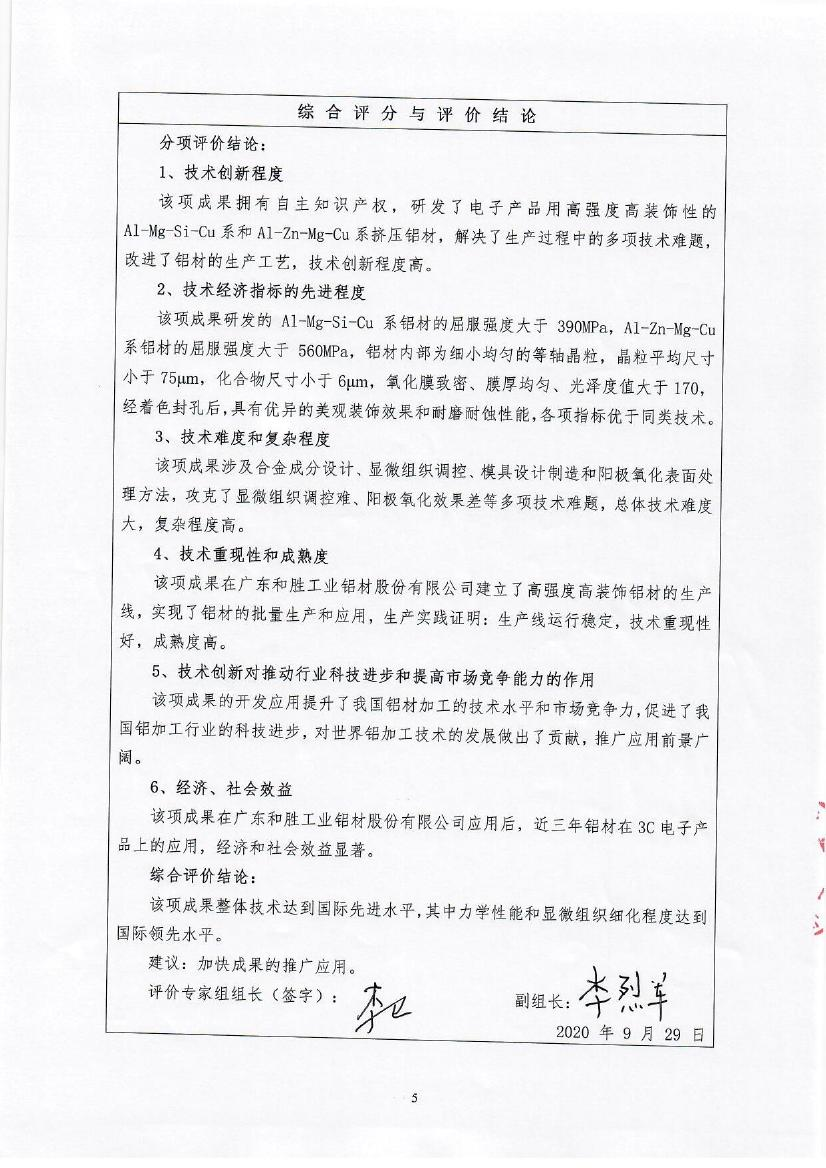 综合评分与评价结论
分项评价结论：
1、技术创新程度
该项成果拥有自主知识产权，研发了电子产品用高强度高装饰性的
Al-Mg-Si-Cu系和Al-Zn-Mg-Cu系挤压铝材，解决了生产过程中的多项技术难题，
改进了铝材的生产工艺，技术创新程度高。
2、技术经济指标的先进程度
该项成果研发的 Al-Mg-Si-Cu 系铝材的屈服强度大于 390MPa，Al-Zn-Mg-Cu
系铝材的屈服强度大于 560MPa，铝材内部为细小均匀的等轴晶粒，晶粒平均尺寸
小于75μm，化合物尺寸小于6μm，氧化膜致密、膜厚均匀、光泽度值大于170，
经着色封孔后，具有优异的美观装饰效果和耐磨耐蚀性能，各项指标优于同类技术。
3、技术难度和复杂程度
该项成果涉及合金成分设计、显微组织调控、模具设计制造和阳极氧化表面处
理方法，攻克了显微组织调控难、阳极氧化效果差等多项技术难题，总体技术难度
大，复杂程度高。
4、技术重现性和成熟度
该项成果在广东和胜工业铝材股份有限公司建立了高强度高装饰铝材的生产
线，实现了铝材的批量生产和应用，生产实践证明：生产线运行稳定，技术重现性
好，成熟度高。
5、技术创新对推动行业科技进步和提高市场竞争能力的作用
该项成果的开发应用提升了我国铝材加工的技术水平和市场竞争力，促进了我
国铝加工行业的科技进步，对世界铝加工技术的发展做出了贡献，推广应用前景广
阔。
6、经济、社会效益
该项成果在广东和胜工业铝材股份有限公司应用后，近三年铝材在3C电子产
品上的应用，经济和社会效益显著。
综合评价结论：
该项成果整体技术达到国际先进水平，其中力学性能和显微组织细化程度达到
国际领先水平。
建议：加快成果的推广应用。
评价专家组组长（签字）： 副组长：李烈军
2020 年 9 月 29 日
5